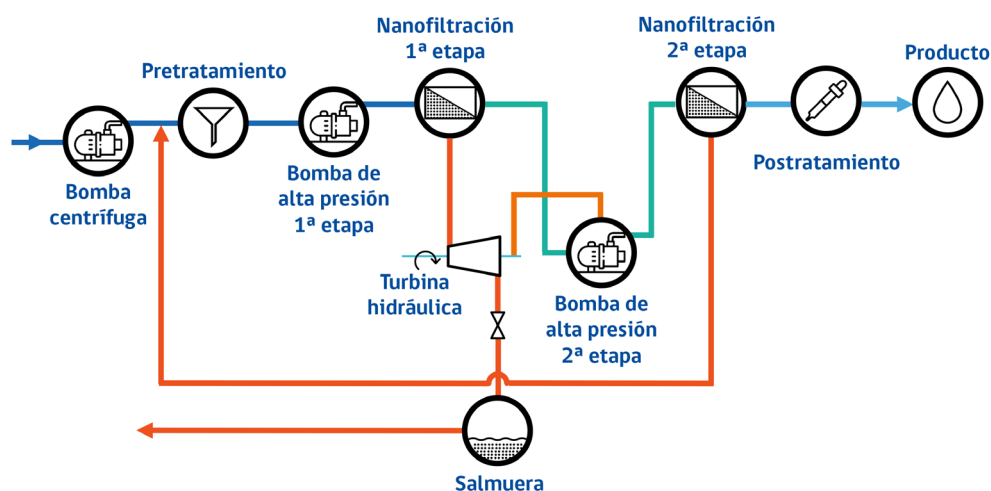 Nanofiltración
1ª etapa
Nanofiltración
2ª etapa
Producto
Pretratamiento
Bomba
centrífuga
Bomba de
alta presión
1ª etapa
Postratamiento
Turbina
hidráulica
Bomba de
alta presión
2ª etapa
Salmuera